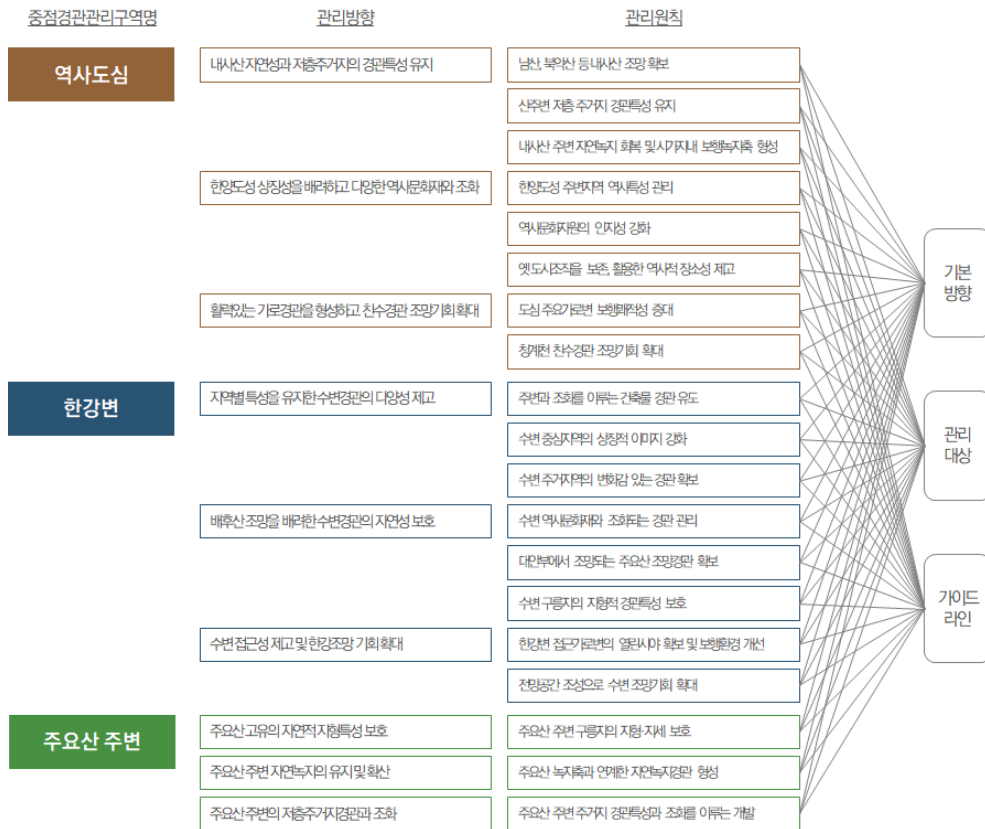 중점경관관리구역명 관리방향 관리원칙
역사도심
내사산 자연성과 저층주거지의 경관특성 유지
남산, 북악산 등 내사산 조망 확보
산주변 저층 주거지 경관특성 유지
내사산 주변 자연녹지 회복 및 시가지내 보행녹지축 형성
한양도성 상징성을 배려하고 다양한 역사문화재와 조화
한양도성 주변지역 역사특성 관리
역사문화자원의 인지성 강화
옛 도시조직을 보존, 활용한 역사적 장소성 제고
활력있는 가로경관을 형성하고 친수경관 조망기회 확대
도심 주요가로변 보행쾌적성 증대
청계천 친수경관 조망기회 확대
한강변
지역별 특성을 유지한 수변경관의 다양성 제고
주변과 조화를 이루는 건축물 경관 유도
수변 중심지역의 상징적 이미지 강화
수변 주거지역의 변화감 있는 경관 확보
배후산 조망을 배려한 수변경관의 자연성 보호
수변 역사문화재와 조화되는 경관 관리
대안부에서 조망되는 주요산 조망경관 확보
수변 구릉지의 지형적 경관특성 보호
수변 접근성 제고 및 한강조망 기회 확대
한강변 접근가로변의 열린시야 확보 및 보행환경 개선
전망공간 조성으로 수변 조망기회 확대
주요산 주변
주요산 고유의 자연적 지형특성 보호
주요산 주변 구릉지의 지형·지세 보호
주요산 주변 자연녹지의 유지 및 확산
주요산 녹지축과 연계한 자연녹지경관 형성
주요산 주변의 저층주거지경관과 조화
주요산 주변 주거지 경관특성과 조화를 이루는 개발
기본
방향
관리
대상
가이드
라인